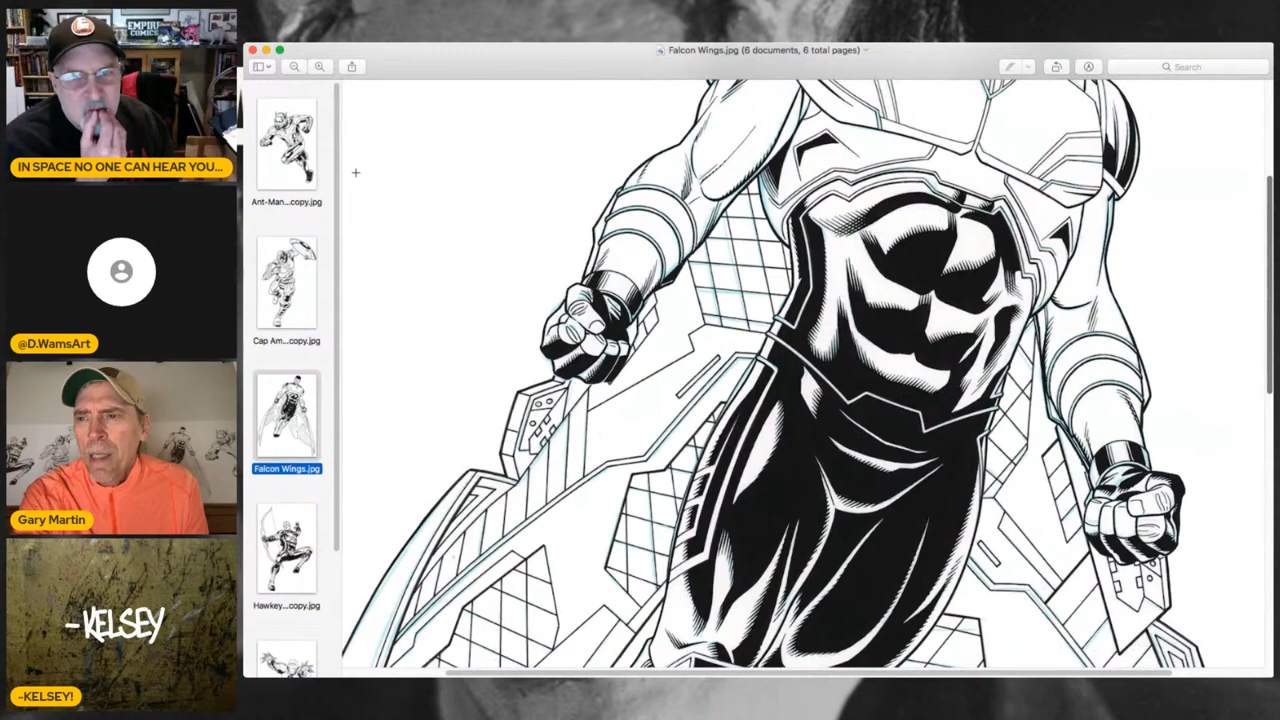 EMPIRE
COMICS
IN SPACE NO ONE CAN HEAR YOU...
@D.WamsArt
Gary Martin
-KELSEY
-KELSEY!
Falcon Wings.jpg (6 documents, 6 total pages)
Search
Ant-Man...copy.jpg
Cap Am...copy.jpg
Falcon Wings.jpg
Hawkey...copy.jpg